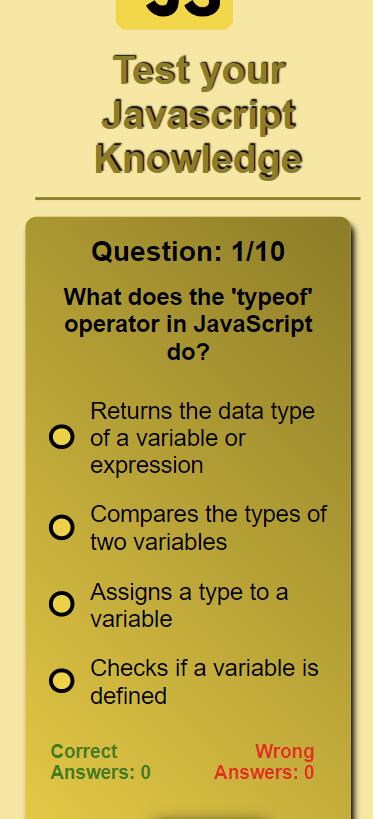 JS
Test your
Javascript
Knowledge
Question: 1/10
What does the 'typeof'
operator in JavaScript
do?
Returns the data type
of a variable or
expression
Compares the types of
two variables
Assigns a type to a
variable
Checks if a variable is
defined
Correct
Answers: 0
Wrong
Answers: 0